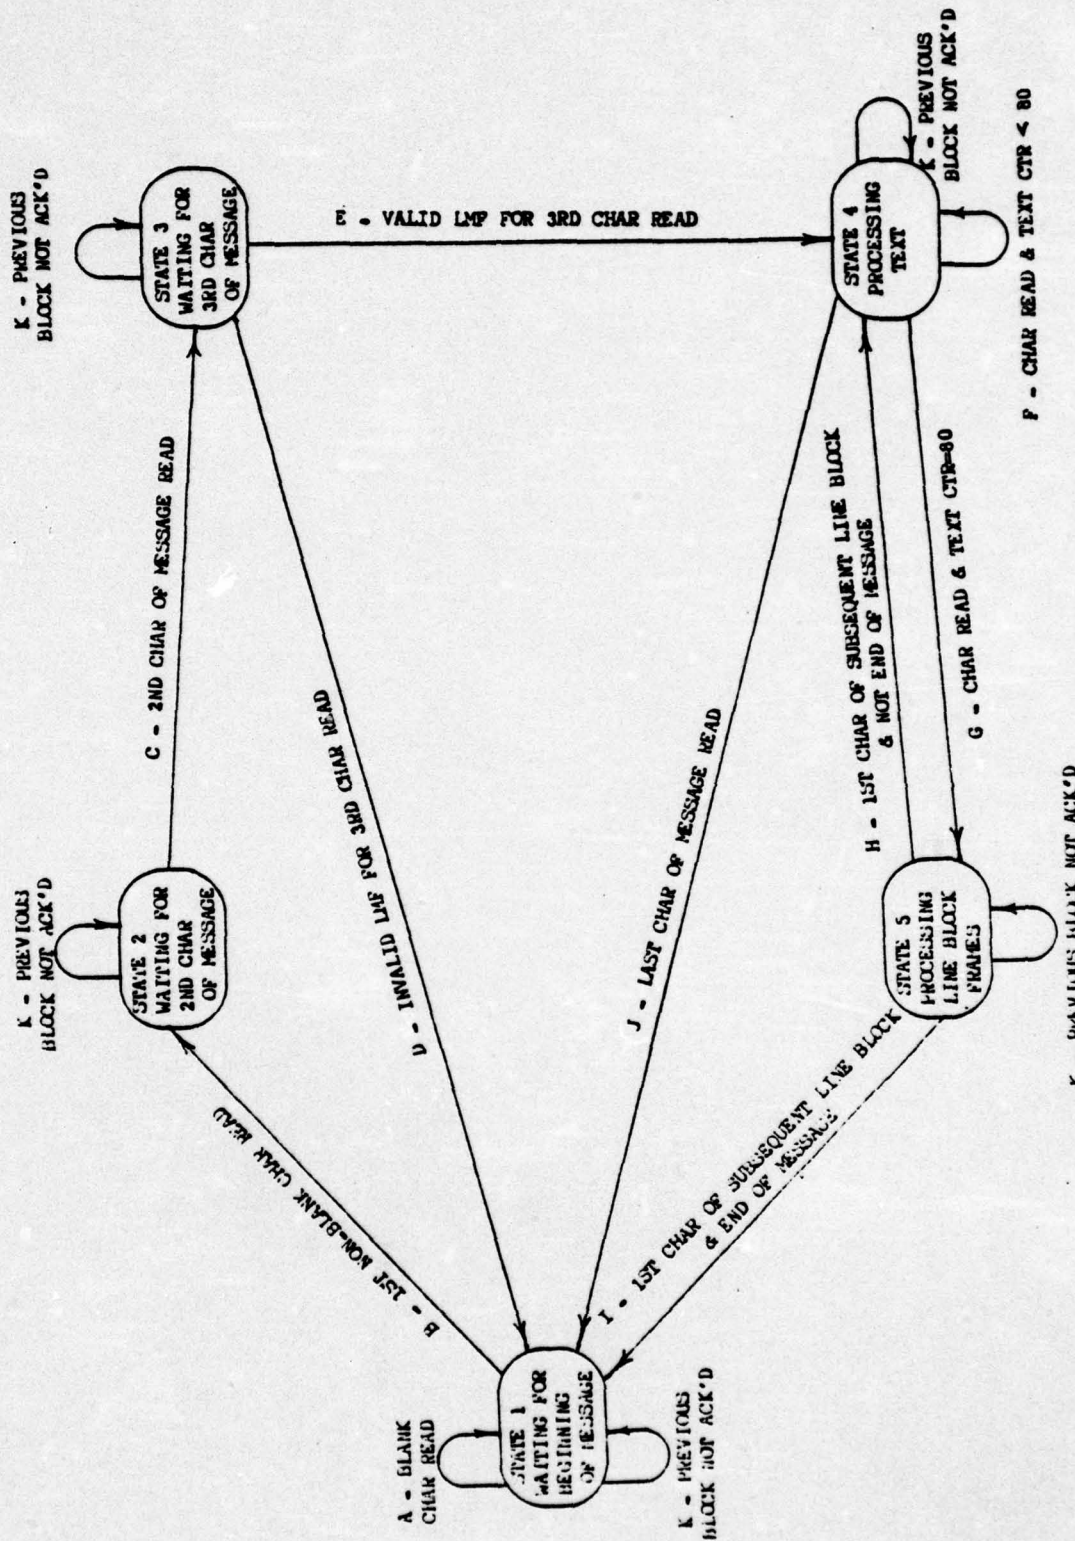 K - PREVIOUS
BLOCK NOT ACK'D
STATE 2
WAITING FOR
2ND CHAR
OF MESSAGE
C - 2ND CHAR OF MESSAGE READ
K - PREVIOUS
BLOCK NOT ACK'D
STATE 3
WAITING FOR
3RD CHAR
OF MESSAGE
B - 1ST NON-BLANK CHAR READ
D - INVALID LMF FOR 3RD CHAR READ
E - VALID LMF FOR 3RD CHAR READ
A - BLANK
CHAR READ
STATE 1
WAITING FOR
BEGINNING
OF MESSAGE
K - PREVIOUS
BLOCK NOT ACK'D
J - LAST CHAR OF MESSAGE READ
I - 1ST CHAR OF SUBSEQUENT LINE BLOCK
& END OF MESSAGE
H - 1ST CHAR OF SUBSEQUENT LINE BLOCK
& NOT END OF MESSAGE
G - CHAR READ & TEXT CTR=80
STATE 4
PROCESSING
TEXT
K - PREVIOUS
BLOCK NOT ACK'D
F - CHAR READ & TEXT CTR < 80
STATE 5
PROCESSING
LINE BLOCK
FRAMES
K - PREVIOUS BLOCK NOT ACK'D